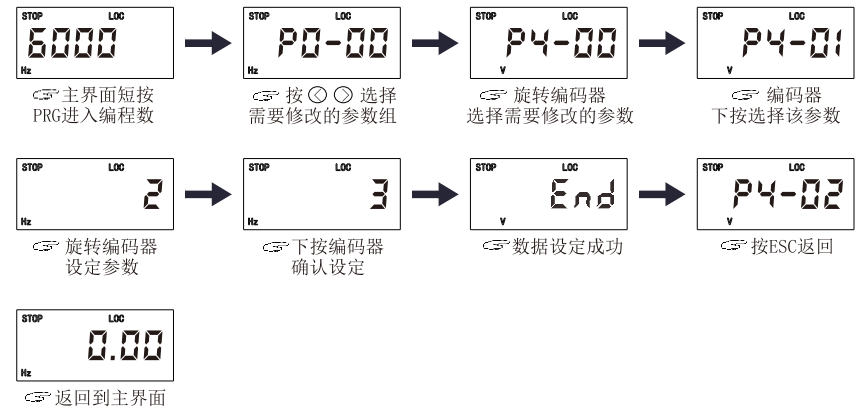 STOP LOC
6000
Hz
主界面短按
PRG进入编程数
STOP LOC
P0-00
Hz
按 < > 选择
需要修改的参数组
STOP LOC
P4-00
V
旋转编码器
选择需要修改的参数
STOP LOC
P4-01
V
编码器
下按选择该参数
STOP LOC
2
Hz
旋转编码器
设定参数
STOP LOC
3
Hz
下按编码器
确认设定
STOP LOC
End
V
数据设定成功
STOP LOC
P4-02
V
按ESC返回
STOP LOC
0.00
Hz
返回到主界面